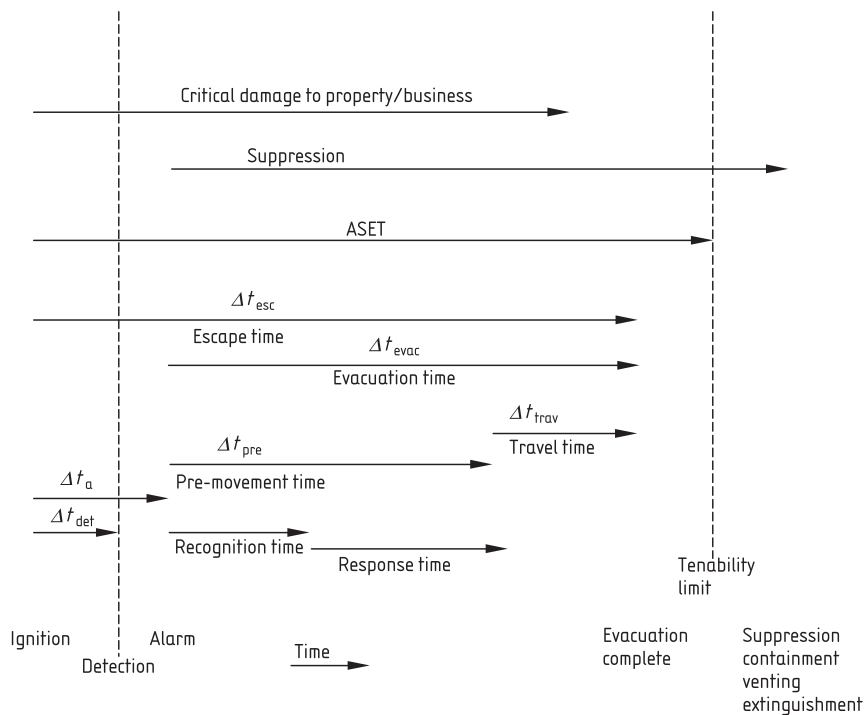 Critical damage to property/business
Suppression
ASET
Δt_esc
Escape time
Δt_evac
Evacuation time
Δt_trav
Travel time
Δt_pre
Pre-movement time
Δt_a
Δt_det
Recognition time
Response time
Tenability
limit
Ignition
Detection
Alarm
Time
Evacuation
complete
Suppression
containment
venting
extinguishment